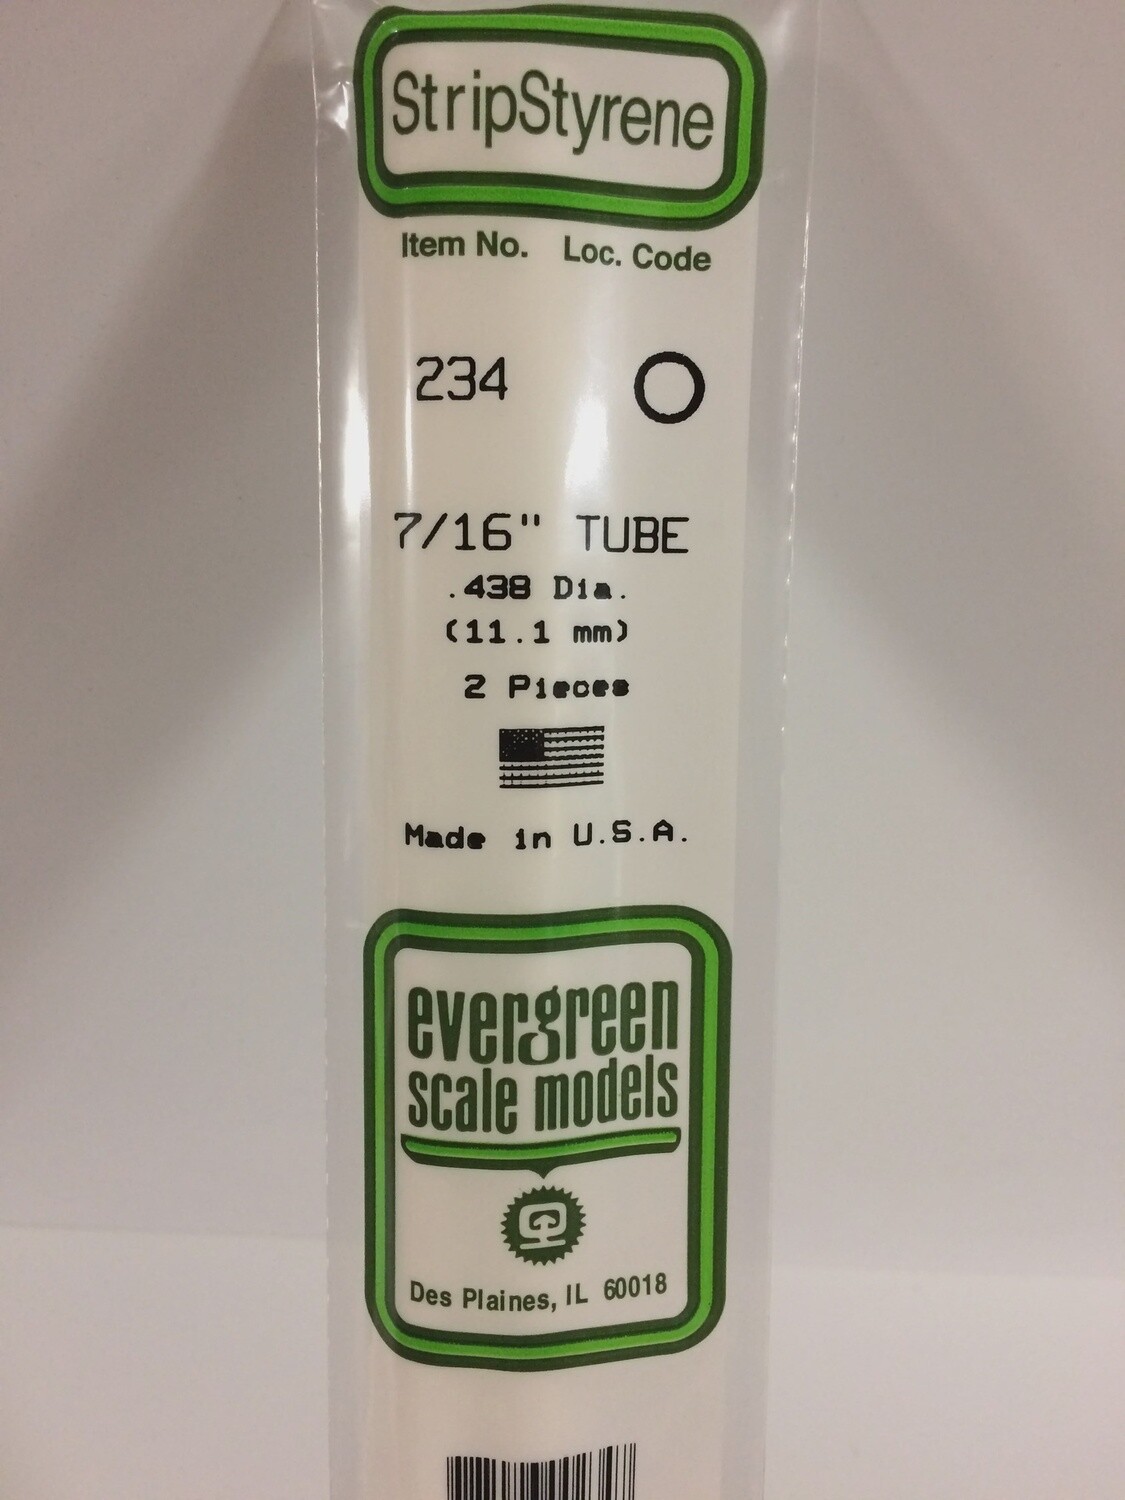 StripStyrene
Item No. Loc. Code
234
7/16" TUBE
.438 Dia.
(11.1 mm)
2 Pieces
Made in U.S.A.
evergreen
scale models
Des Plaines, IL 60018